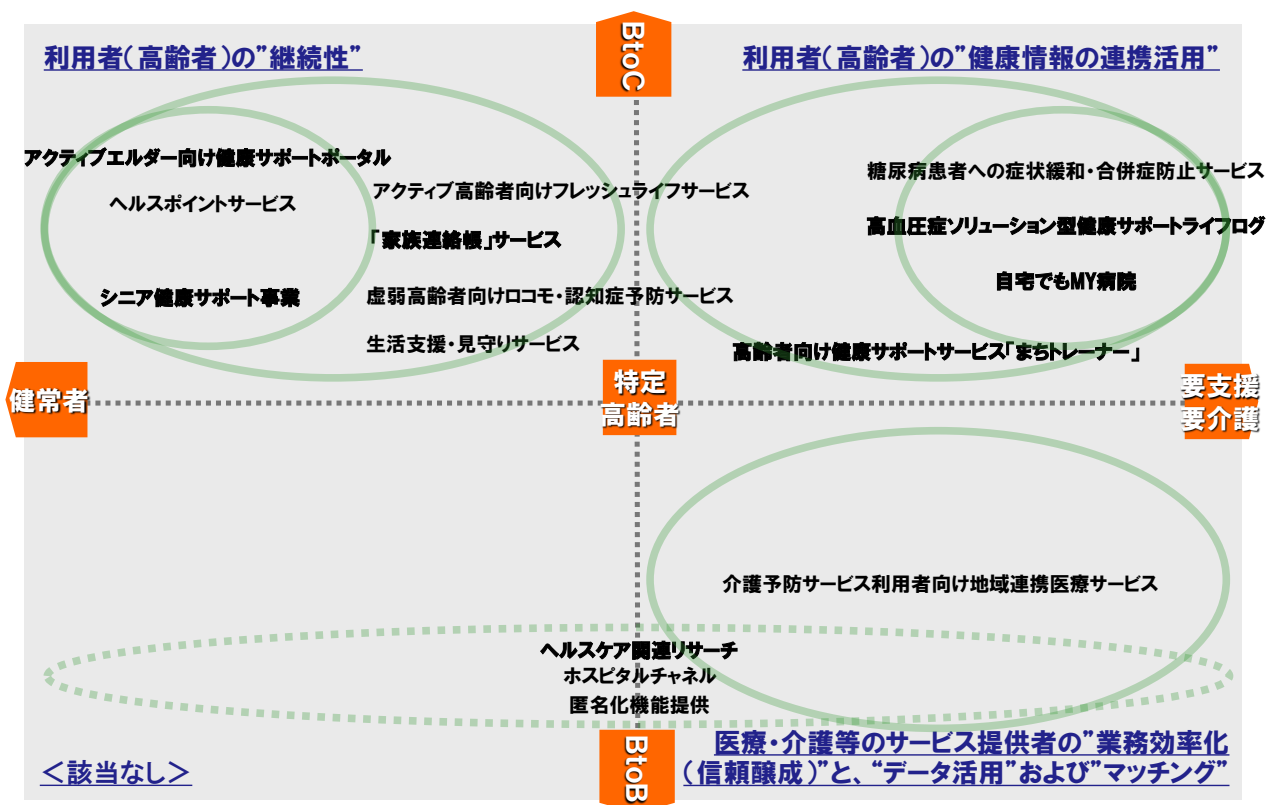 BtoC
利用者(高齢者)の”継続性”
利用者(高齢者)の”健康情報の連携活用”
アクティブエルダー向け健康サポートポータル
ヘルスポイントサービス
シニア健康サポート事業
アクティブ高齢者向けフレッシュライフサービス
「家族連絡帳」サービス
虚弱高齢者向けロコモ・認知症予防サービス
生活支援・見守りサービス
糖尿病患者への症状緩和・合併症防止サービス
高血圧症ソリューション型健康サポートライフログ
自宅でもMY病院
高齢者向け健康サポートサービス「まちトレーナー」
健常者
特定
高齢者
要支援
要介護
介護予防サービス利用者向け地域連携医療サービス
ヘルスケア関連リサーチ
ホスピタルチャネル
匿名化機能提供
<該当なし>
BtoB
医療・介護等のサービス提供者の”業務効率化
(信頼醸成)”と、“データ活用”および”マッチング”